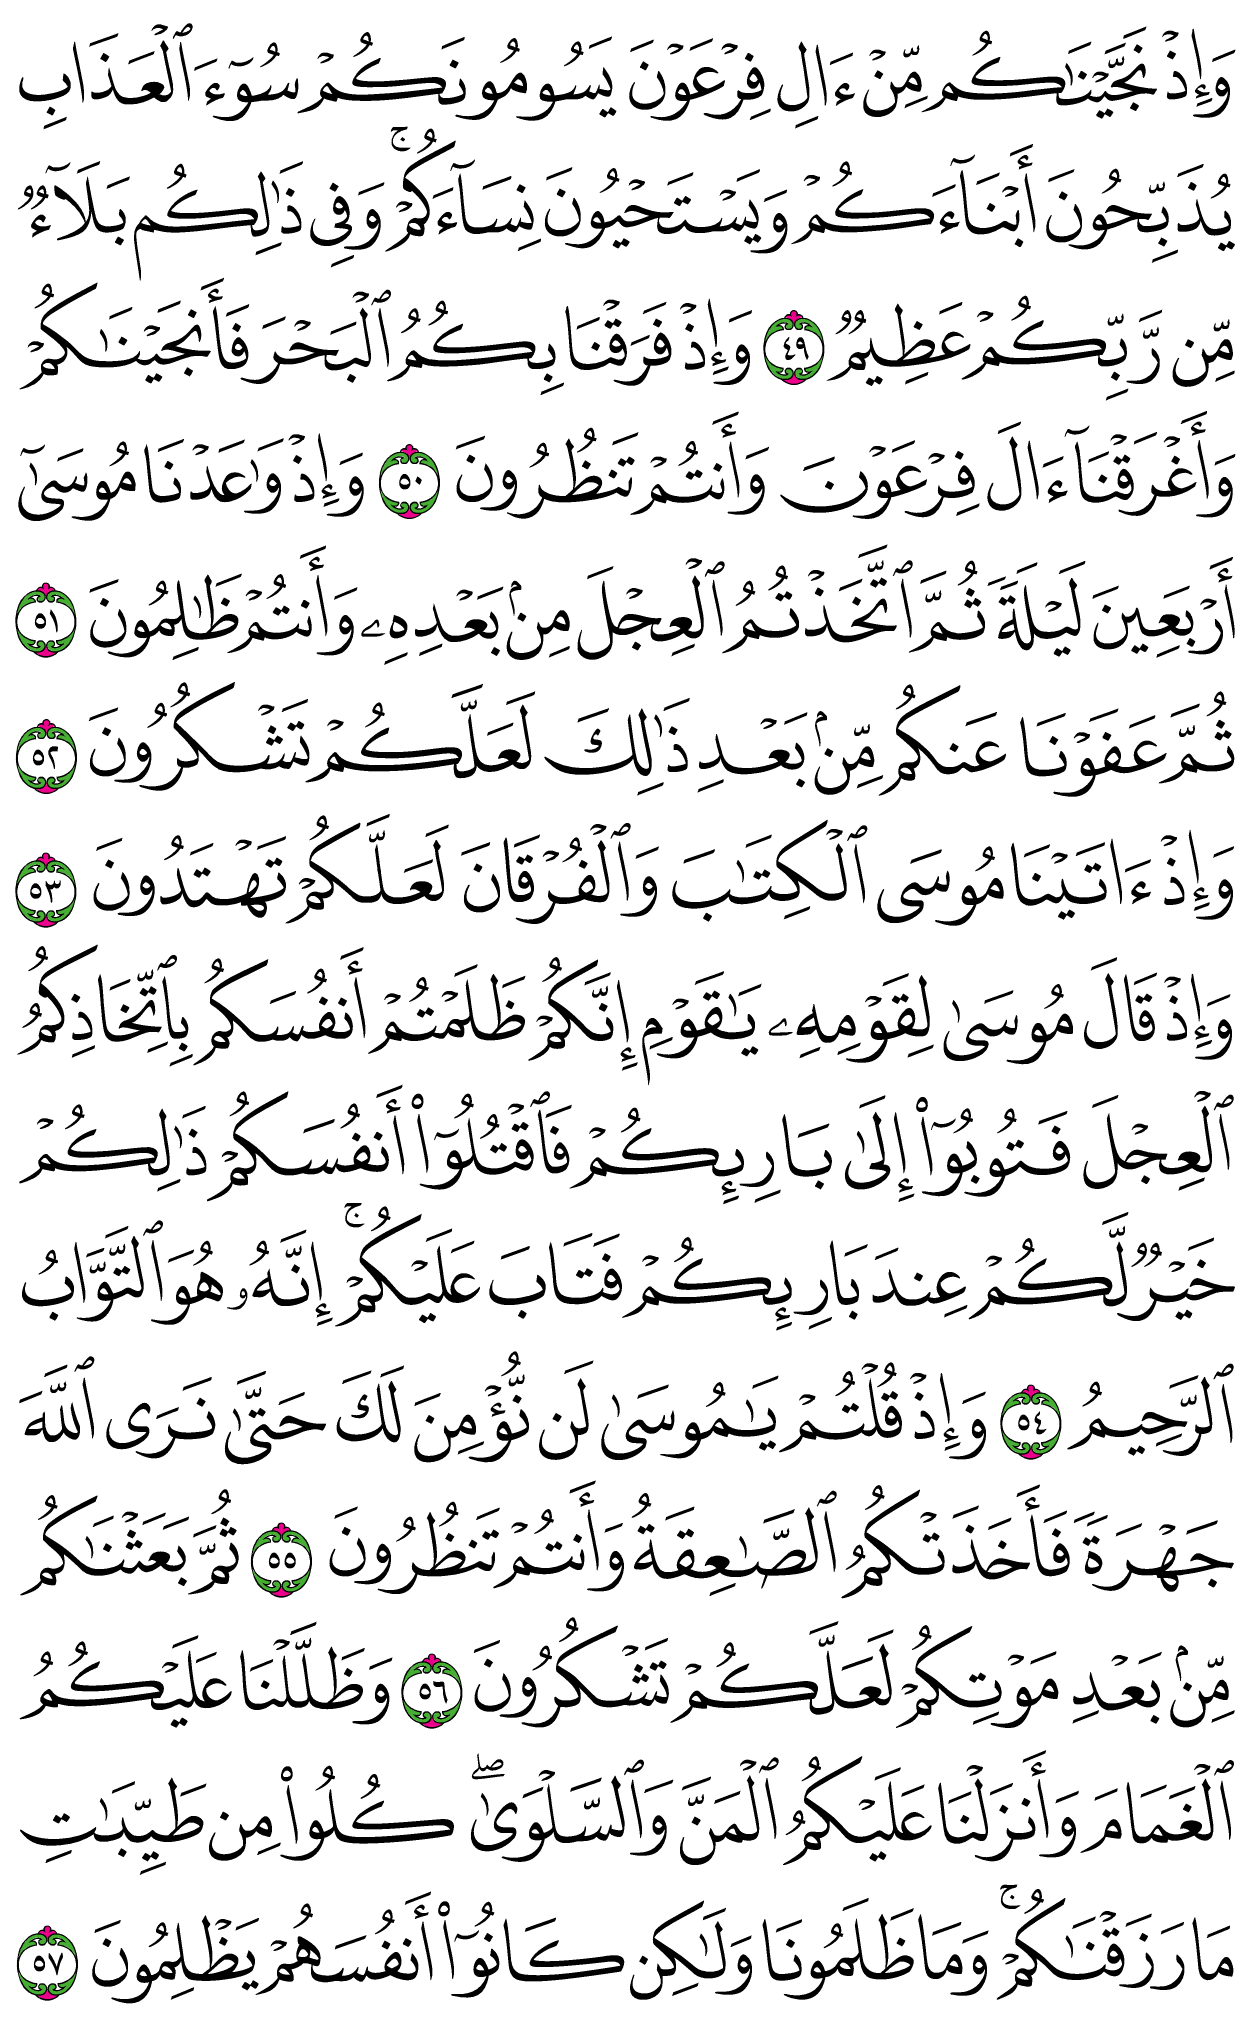 وَإِذۡ نَجَّيۡنَٰكُم مِّنۡ ءَالِ فِرۡعَوۡنَ يَسُومُونَكُمۡ سُوٓءَ ٱلۡعَذَابِ
يُذَبِّحُونَ أَبۡنَآءَكُمۡ وَيَسۡتَحۡيُونَ نِسَآءَكُمۡۚ وَفِي ذَٰلِكُم بَلَآءٞ
مِّن رَّبِّكُمۡ عَظِيمٞ ٤٩ وَإِذۡ فَرَقۡنَا بِكُمُ ٱلۡبَحۡرَ فَأَنجَيۡنَٰكُمۡ
وَأَغۡرَقۡنَآ ءَالَ فِرۡعَوۡنَ وَأَنتُمۡ تَنظُرُونَ ٥٠ وَإِذۡ وَٰعَدۡنَا مُوسَىٰٓ
أَرۡبَعِينَ لَيۡلَةٗ ثُمَّ ٱتَّخَذۡتُمُ ٱلۡعِجۡلَ مِنۢ بَعۡدِهِۦ وَأَنتُمۡ ظَٰلِمُونَ ٥١
ثُمَّ عَفَوۡنَا عَنكُم مِّنۢ بَعۡدِ ذَٰلِكَ لَعَلَّكُمۡ تَشۡكُرُونَ ٥٢
وَإِذۡ ءَاتَيۡنَا مُوسَى ٱلۡكِتَٰبَ وَٱلۡفُرۡقَانَ لَعَلَّكُمۡ تَهۡتَدُونَ ٥٣
وَإِذۡ قَالَ مُوسَىٰ لِقَوۡمِهِۦ يَٰقَوۡمِ إِنَّكُمۡ ظَلَمۡتُمۡ أَنفُسَكُم بِٱتِّخَاذِكُمُ
ٱلۡعِجۡلَ فَتُوبُوٓاْ إِلَىٰ بَارِئِكُمۡ فَٱقۡتُلُوٓاْ أَنفُسَكُمۡ ذَٰلِكُمۡ
خَيۡرٞ لَّكُمۡ عِندَ بَارِئِكُمۡ فَتَابَ عَلَيۡكُمۡۚ إِنَّهُۥ هُوَ ٱلتَّوَّابُ
ٱلرَّحِيمُ ٥٤ وَإِذۡ قُلۡتُمۡ يَٰمُوسَىٰ لَن نُّؤۡمِنَ لَكَ حَتَّىٰ نَرَى ٱللَّهَ
جَهۡرَةٗ فَأَخَذَتۡكُمُ ٱلصَّٰعِقَةُ وَأَنتُمۡ تَنظُرُونَ ٥٥ ثُمَّ بَعَثۡنَٰكُم
مِّنۢ بَعۡدِ مَوۡتِكُمۡ لَعَلَّكُمۡ تَشۡكُرُونَ ٥٦ وَظَلَّلۡنَا عَلَيۡكُمُ
ٱلۡغَمَامَ وَأَنزَلۡنَا عَلَيۡكُمُ ٱلۡمَنَّ وَٱلسَّلۡوَىٰۖ كُلُواْ مِن طَيِّبَٰتِ
مَا رَزَقۡنَٰكُمۡۚ وَمَا ظَلَمُونَا وَلَٰكِن كَانُوٓاْ أَنفُسَهُمۡ يَظۡلِمُونَ ٥٧